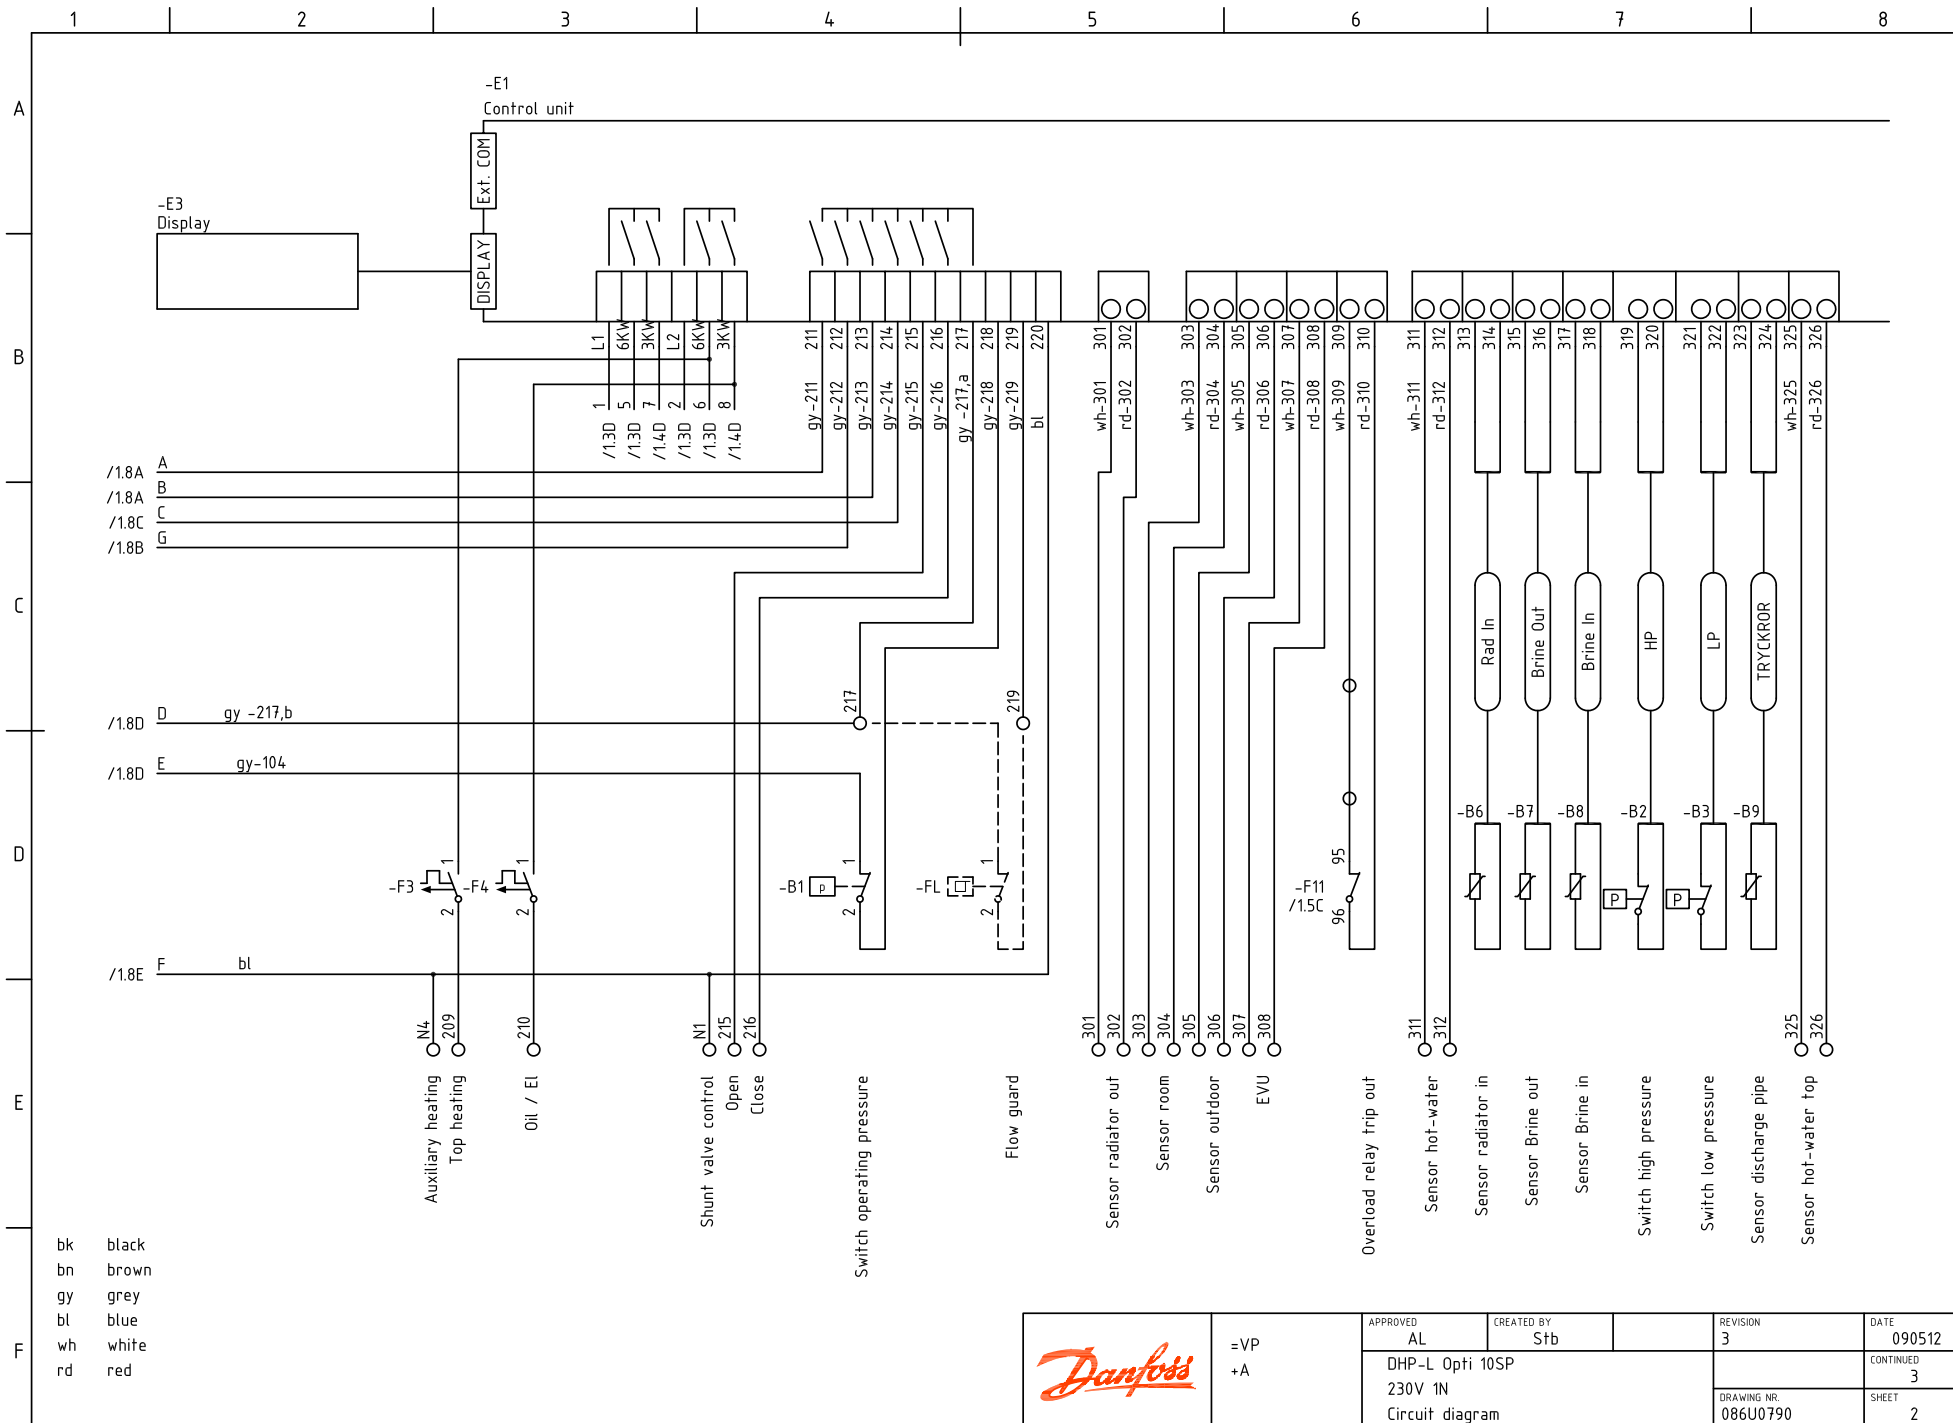 1 2 3 4 5 6 7 8
A
B
C
D
E
F
-E1
Control unit
Ext. COM
DISPLAY
-E3
Display
L1 6KW 3KW L2 6KW 3KW
1 5 7 2 6 8
/1.3D /1.3D /1.4D /1.3D /1.3D /1.4D
211 212 213 214 215 216 217 218 219 220
gy-211 gy-212 gy-213 gy-214 gy-215 gy-216 gy -217,a gy-218 gy-219 bl
301 302 303 304 305 306 307 308 309 310 311 312 313 314 315 316 317 318 319 320 321 322 323 324 325 326
wh-301 rd-302 wh-303 rd-304 wh-305 rd-306 wh-307 rd-308 wh-309 rd-310 wh-311 rd-312 wh-325 rd-326
/1.8A A
/1.8A B
/1.8C C
/1.8B G
Rad In
Brine Out
Brine In
HP
LP
TRYCKROR
217 219
/1.8D D gy -217,b
/1.8D E gy-104
-B6 -B7 -B8 -B2 -B3 -B9
-F3 1 2
-F4 1 2
-B1 p 1 2
-FL 1 2
-F11
/1.5C
95 96
P P
/1.8E F bl
N4 209 210 N1 215 216 301 302 303 304 305 306 307 308 311 312 325 326
Auxiliary heating
Top heating
Oil / El
Shunt valve control
Open
Close
Switch operating pressure
Flow guard
Sensor radiator out
Sensor room
Sensor outdoor
EVU
Overload relay trip out
Sensor hot-water
Sensor radiator in
Sensor Brine out
Sensor Brine in
Switch high pressure
Switch low pressure
Sensor discharge pipe
Sensor hot-water top
bk black
bn brown
gy grey
bl blue
wh white
rd red
Danfoss
=VP
+A
APPROVED
AL
CREATED BY
Stb
REVISION
3
DATE
090512
DHP-L Opti 10SP
230V 1N
Circuit diagram
CONTINUED
3
DRAWING NR.
086U0790
SHEET
2